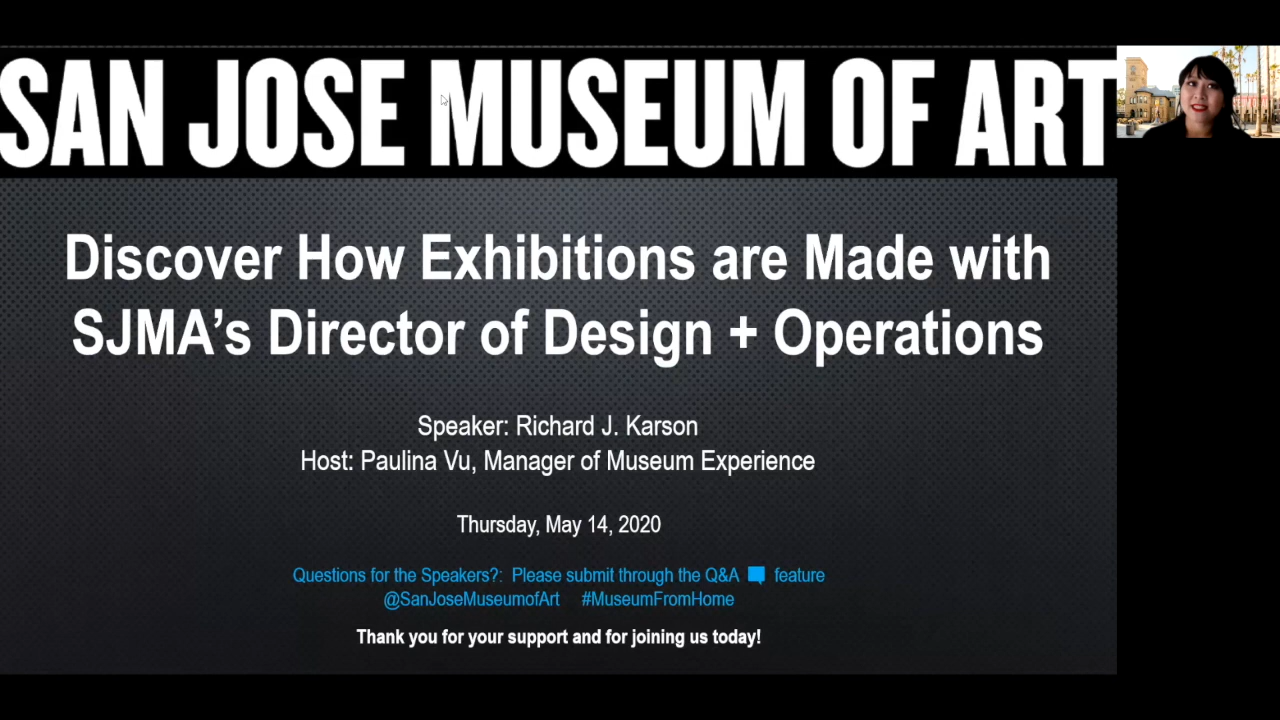 SAN JOSE MUSEUM OF ART
Discover How Exhibitions are Made with
SJMA’s Director of Design + Operations
Speaker: Richard J. Karson
Host: Paulina Vu, Manager of Museum Experience
Thursday, May 14, 2020
Questions for the Speakers?: Please submit through the Q&A feature
@SanJoseMuseumofArt #MuseumFromHome
Thank you for your support and for joining us today!